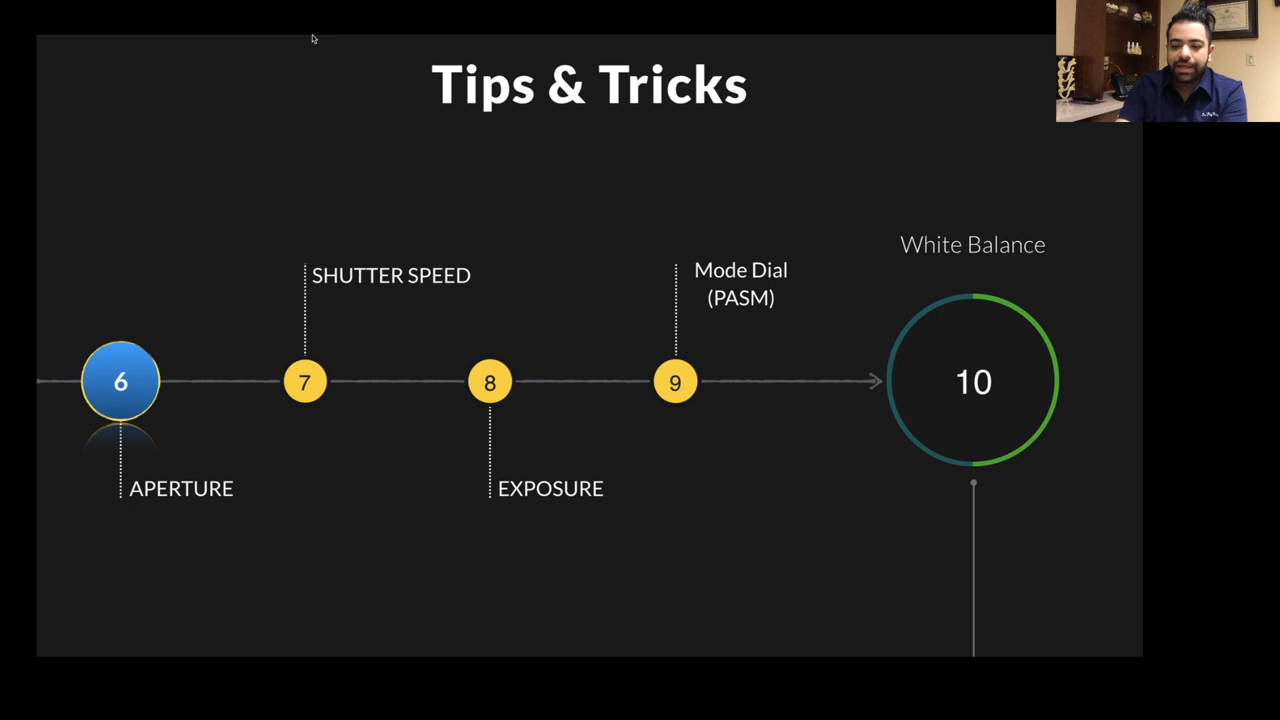 Tips & Tricks
White Balance
SHUTTER SPEED
Mode Dial
(PASM)
6
7
8
9
10
APERTURE
EXPOSURE